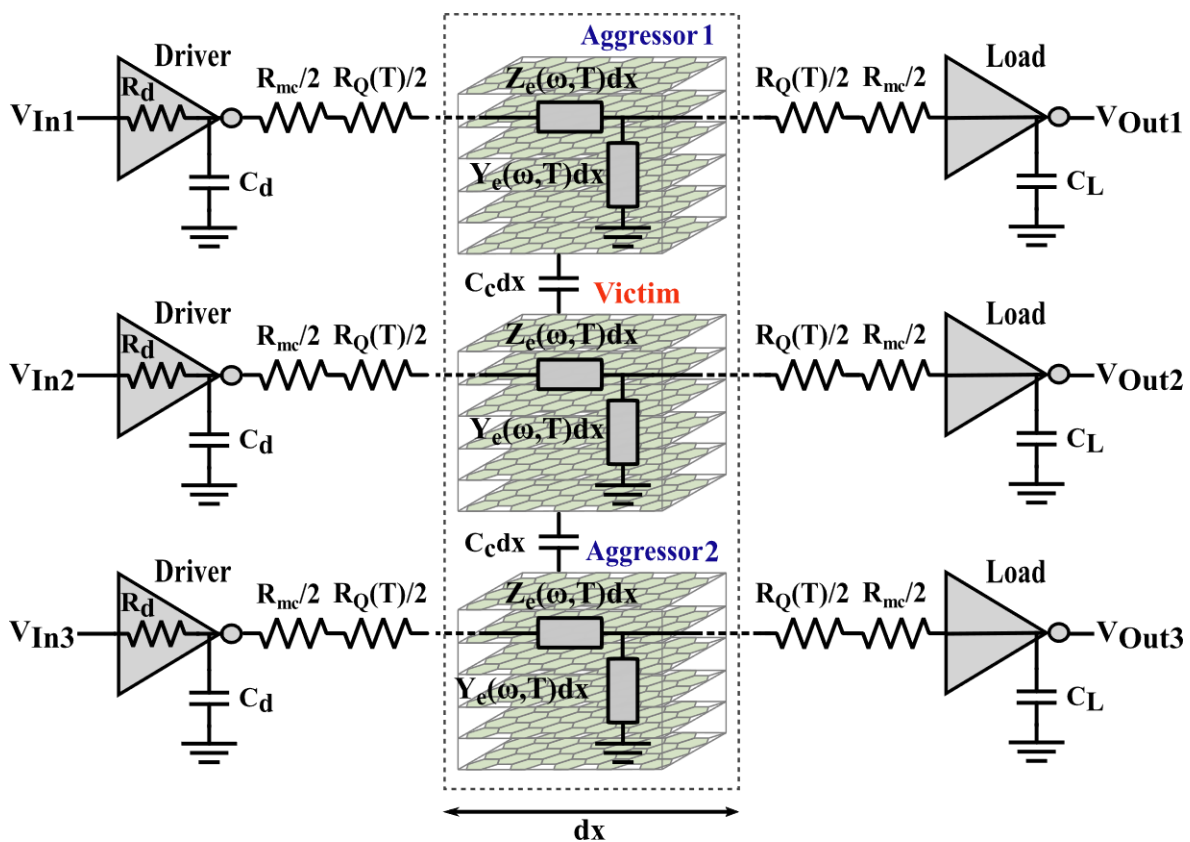 Aggressor1
Driver
Load
R_mc/2 R_Q(T)/2
Z_e(ω,T)dx
R_Q(T)/2 R_mc/2
R_d
V_In1
V_Out1
Y_e(ω,T)dx
C_d
C_L
C_cdx
Victim
Driver
Load
R_mc/2 R_Q(T)/2
Z_e(ω,T)dx
R_Q(T)/2 R_mc/2
R_d
V_In2
V_Out2
Y_e(ω,T)dx
C_d
C_L
C_cdx
Aggressor2
Driver
Load
R_mc/2 R_Q(T)/2
Z_e(ω,T)dx
R_Q(T)/2 R_mc/2
R_d
V_In3
V_Out3
Y_e(ω,T)dx
C_d
C_L
dx